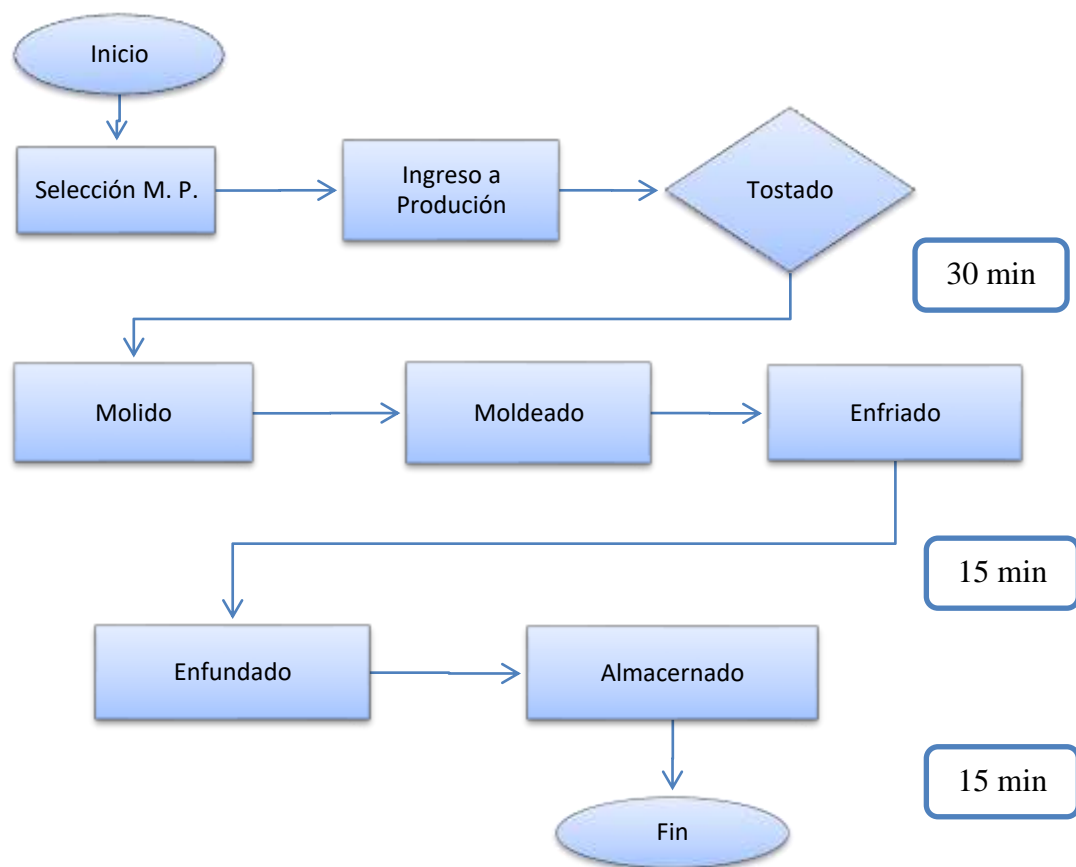 Inicio
Selección M. P.
Ingreso a
Produción
Tostado
30 min
Molido
Moldeado
Enfriado
15 min
Enfundado
Almacernado
15 min
Fin